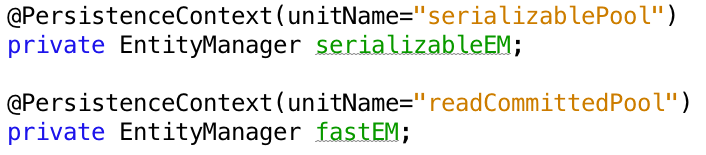 @PersistenceContext(unitName="serializablePool")
private EntityManager serializableEM;
@PersistenceContext(unitName="readCommittedPool")
private EntityManager fastEM;